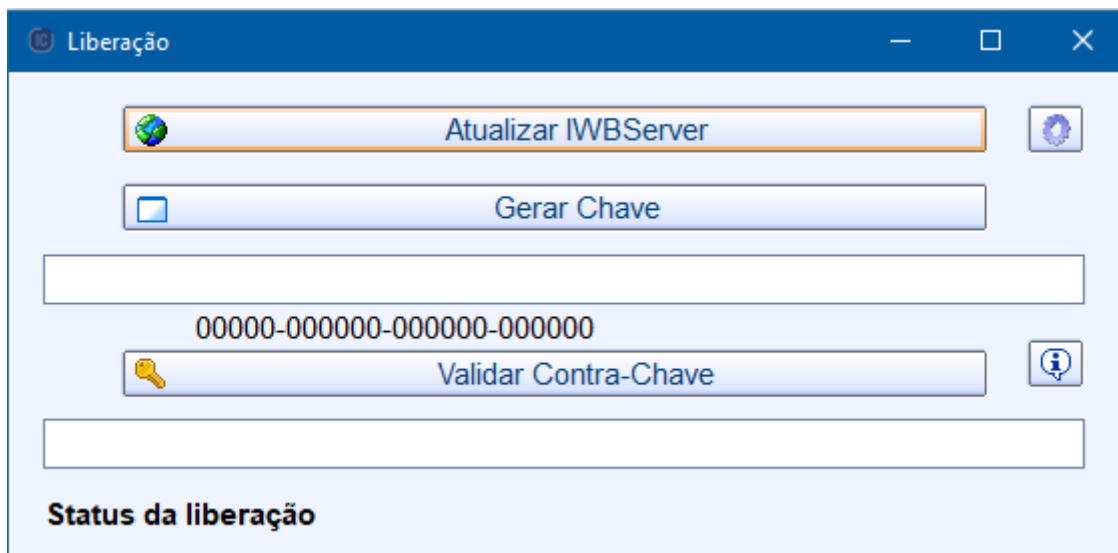 Liberação
Atualizar IWBServer
Gerar Chave
00000-000000-000000-000000
Validar Contra-Chave
Status da liberação